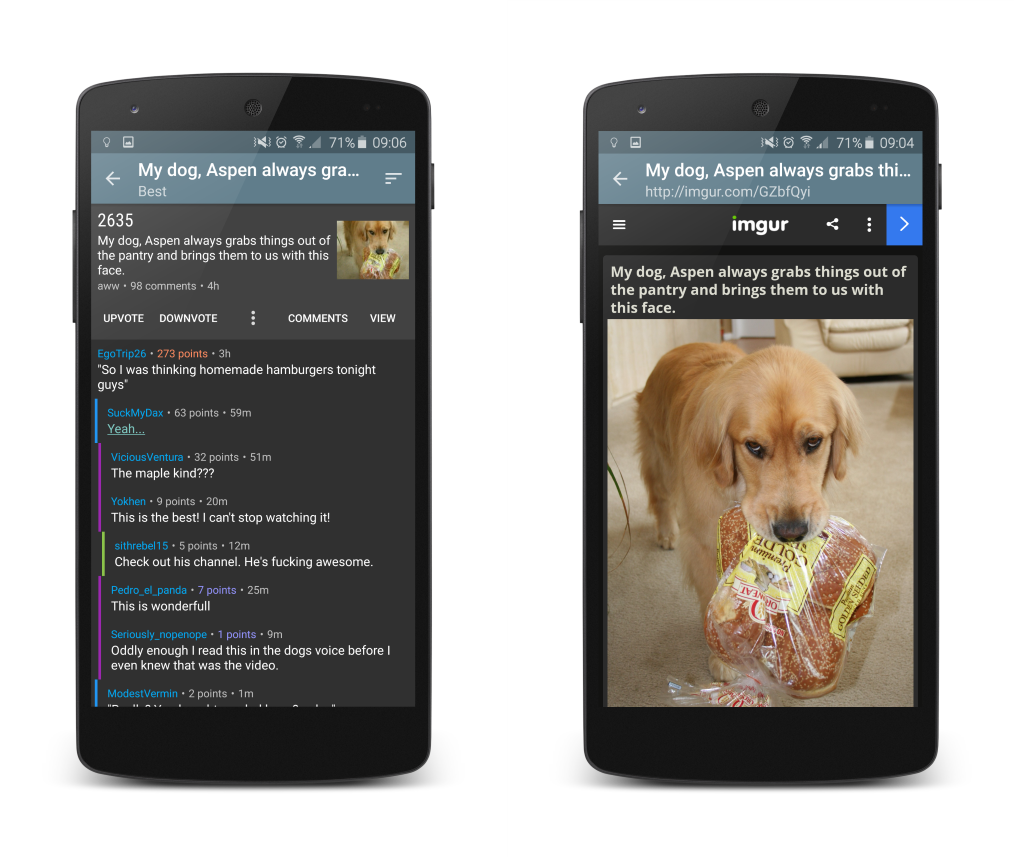 71% 09:06
My dog, Aspen always gra...
Best
2635
My dog, Aspen always grabs things out of
the pantry and brings them to us with this
face.
aww • 98 comments • 4h
UPVOTE DOWNVOTE COMMENTS VIEW
EgoTrip26 • 273 points • 3h
"So I was thinking homemade hamburgers tonight
guys"
SuckMyDax • 63 points • 59m
Yeah...
ViciousVentura • 32 points • 51m
The maple kind???
Yokhen • 9 points • 20m
This is the best! I can't stop watching it!
sithrebel15 • 5 points • 12m
Check out his channel. He's fucking awesome.
Pedro_el_panda • 7 points • 25m
This is wonderfull
Seriously_nopenope • 1 points • 9m
Oddly enough I read this in the dogs voice before I
even knew that was the video.
ModestVermin • 2 points • 1m
71% 09:04
My dog, Aspen always grabs thi...
http://imgur.com/GZbfQyi
imgur
My dog, Aspen always grabs things out of
the pantry and brings them to us with
this face.
Premium
GOLDE